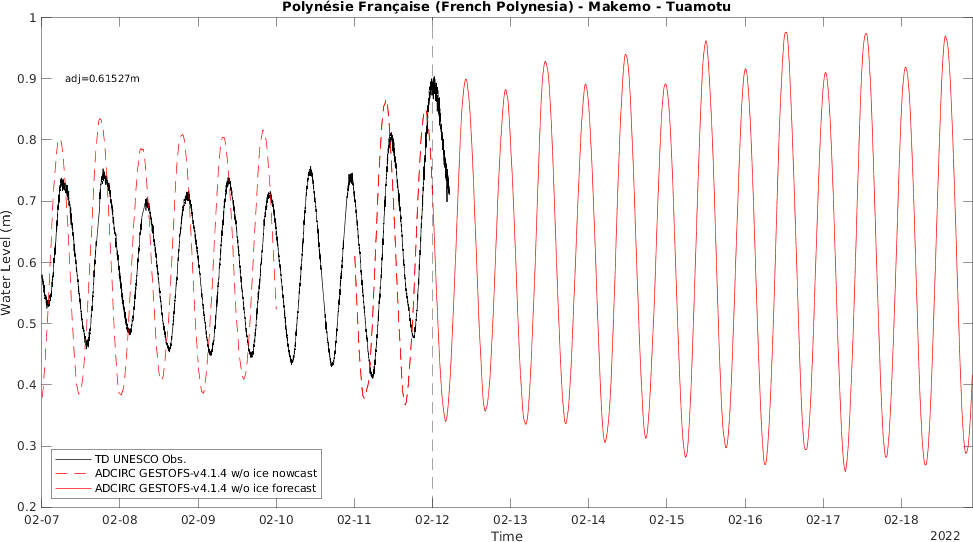 Polynésie Française (French Polynesia) - Makemo - Tuamotu
1
0.9
0.8
0.7
0.6
0.5
0.4
0.3
0.2
Water Level (m)
adj=0.61527m
TD UNESCO Obs.
ADCIRC GESTOFS-v4.1.4 w/o ice nowcast
ADCIRC GESTOFS-v4.1.4 w/o ice forecast
02-07 02-08 02-09 02-10 02-11 02-12 02-13 02-14 02-15 02-16 02-17 02-18
Time
2022